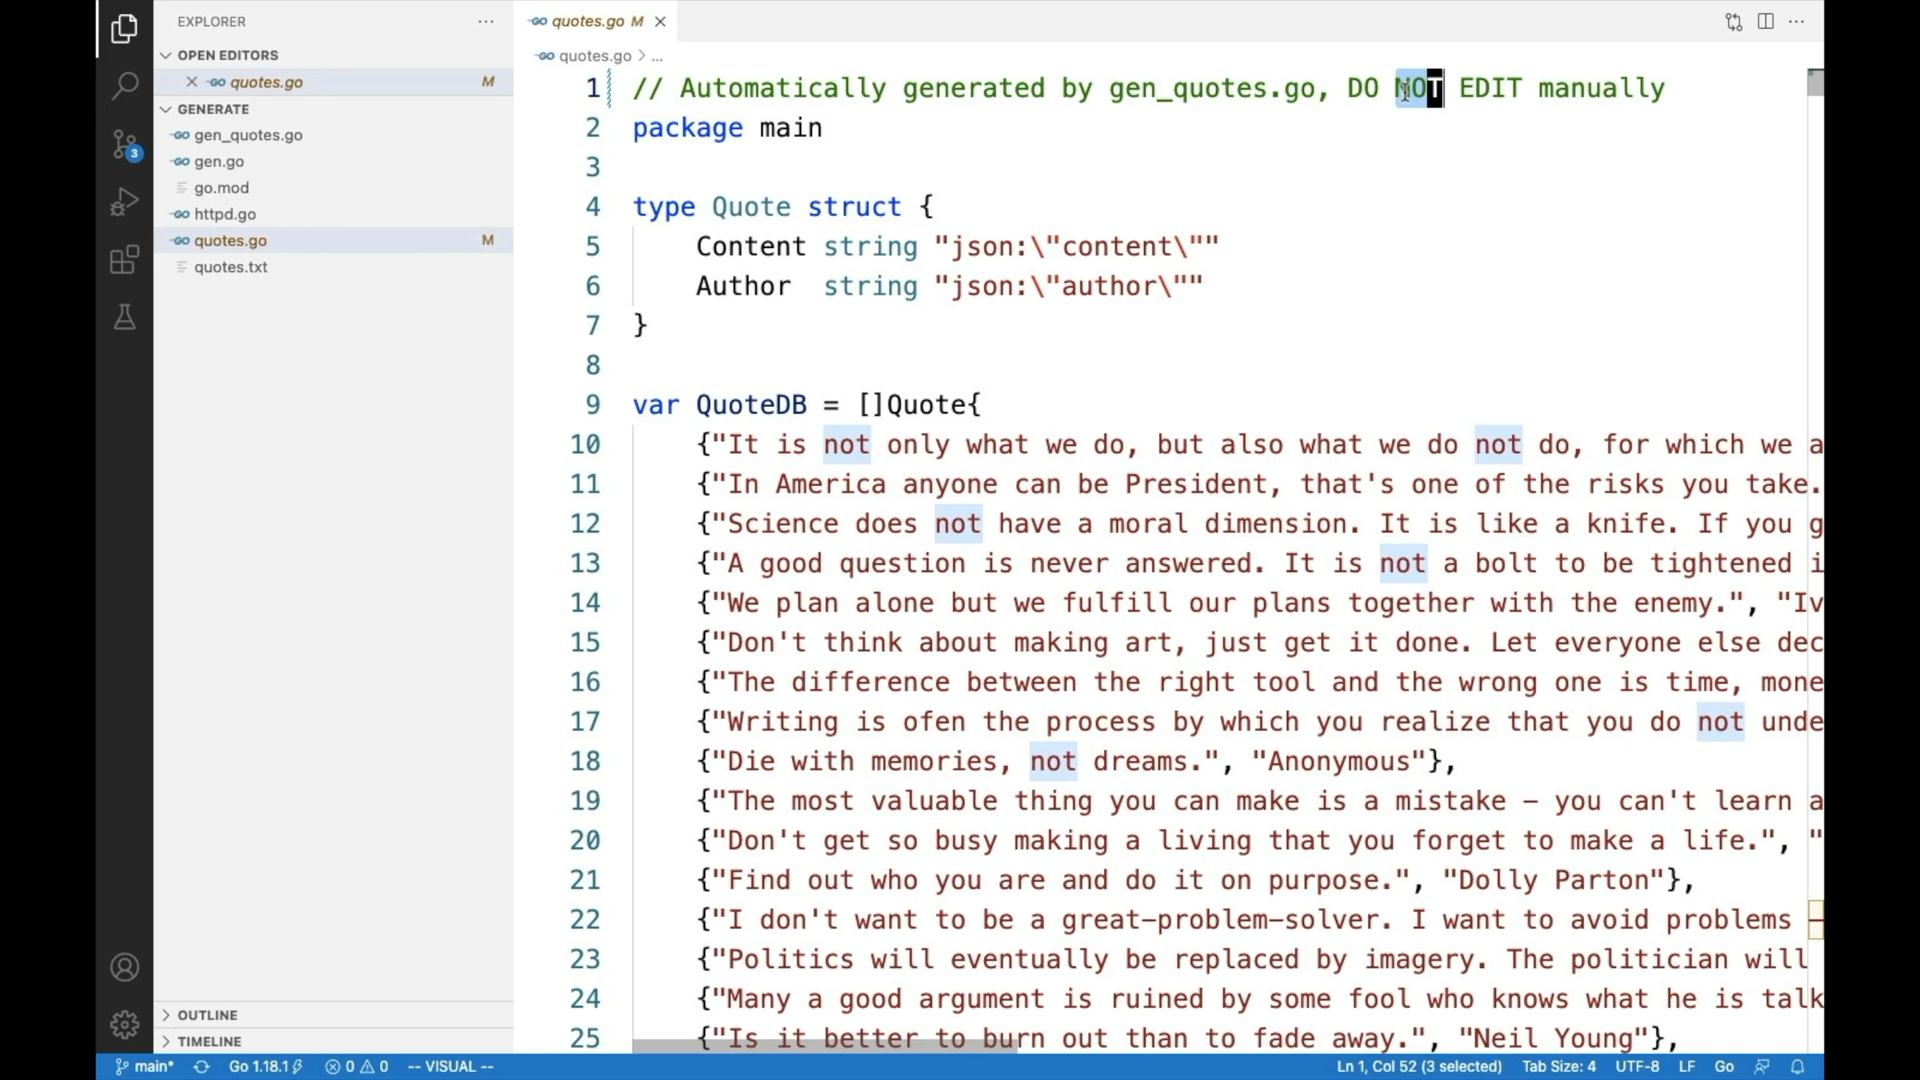 EXPLORER
OPEN EDITORS
quotes.go M
GENERATE
gen_quotes.go
gen.go
go.mod
httpd.go
quotes.go M
quotes.txt
OUTLINE
TIMELINE
3
quotes.go M
quotes.go > ...
1 // Automatically generated by gen_quotes.go, DO NOT EDIT manually
2 package main
3
4 type Quote struct {
5 Content string "json:\"content\""
6 Author string "json:\"author\""
7 }
8
9 var QuoteDB = []Quote{
10 {"It is not only what we do, but also what we do not do, for which we a
11 {"In America anyone can be President, that's one of the risks you take.
12 {"Science does not have a moral dimension. It is like a knife. If you g
13 {"A good question is never answered. It is not a bolt to be tightened i
14 {"We plan alone but we fulfill our plans together with the enemy.", "Iv
15 {"Don't think about making art, just get it done. Let everyone else dec
16 {"The difference between the right tool and the wrong one is time, mone
17 {"Writing is ofen the process by which you realize that you do not unde
18 {"Die with memories, not dreams.", "Anonymous"},
19 {"The most valuable thing you can make is a mistake – you can't learn a
20 {"Don't get so busy making a living that you forget to make a life.", "
21 {"Find out who you are and do it on purpose.", "Dolly Parton"},
22 {"I don't want to be a great-problem-solver. I want to avoid problems –
23 {"Politics will eventually be replaced by imagery. The politician will
24 {"Many a good argument is ruined by some fool who knows what he is talk
25 {"Is it better to burn out than to fade away.", "Neil Young"},
main* Go 1.18.1 0 0 -- VISUAL -- Ln 1, Col 52 (3 selected) Tab Size: 4 UTF-8 LF Go